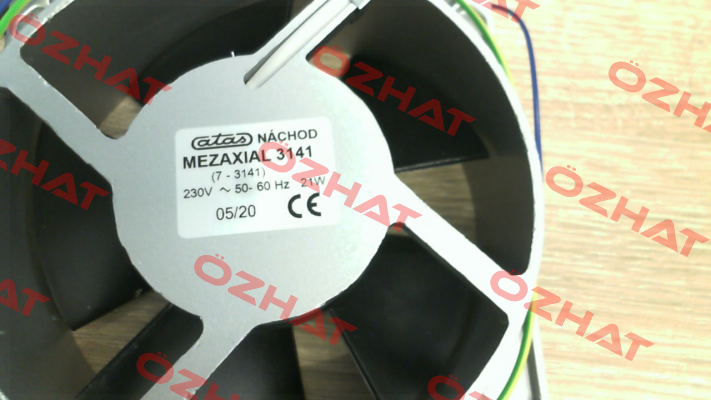 atas NÁCHOD
MEZAXIAL 3141
(7 - 3141)
230V ~ 50- 60 Hz 21W
05/20 CE
ÖZHAT
ÖZHAT
ÖZHAT
ÖZHAT
ÖZHAT
ÖZHAT
ÖZHAT
ÖZHAT
ÖZHAT